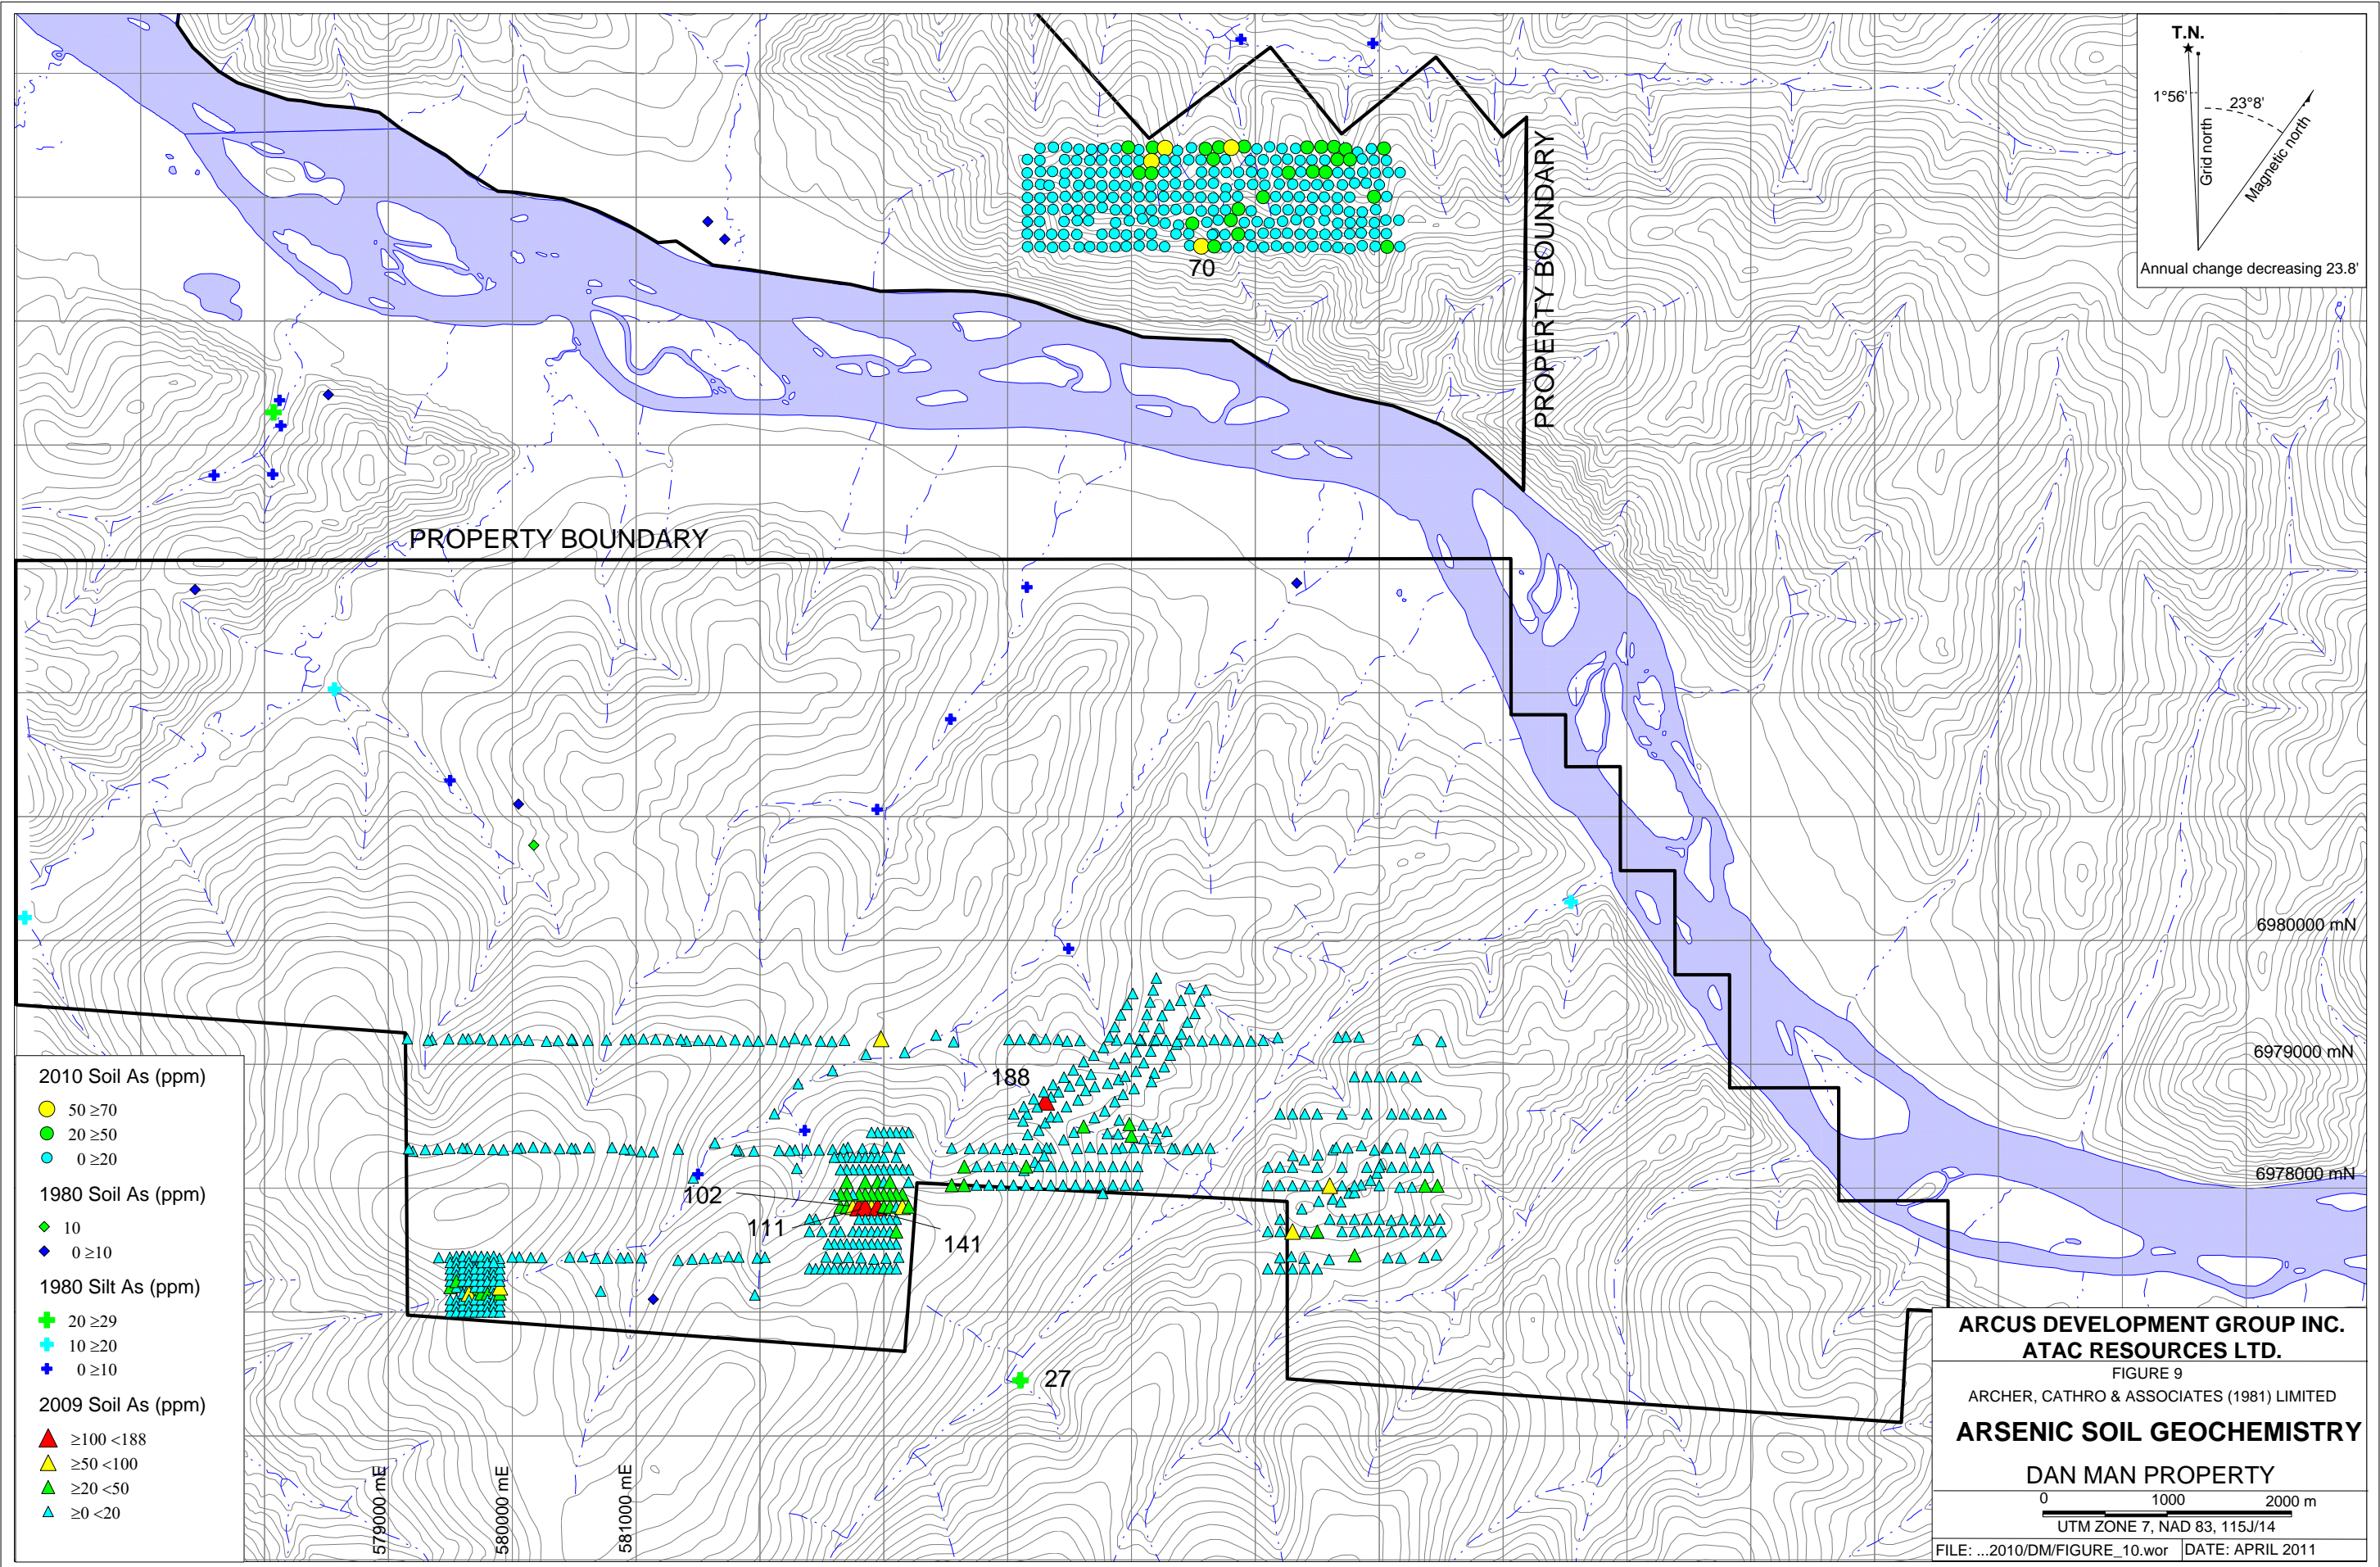 T.N.
1°56'
23°8'
Grid north
Magnetic north
Annual change decreasing 23.8'
PROPERTY BOUNDARY
PROPERTY BOUNDARY
70
PROPERTY BOUNDARY
6980000 mN
6979000 mN
6978000 mN
188
102
111
141
27
2010 Soil As (ppm)
50 ≥70
20 ≥50
0 ≥20
1980 Soil As (ppm)
10
0 ≥10
1980 Silt As (ppm)
20 ≥29
10 ≥20
0 ≥10
2009 Soil As (ppm)
≥100 <188
≥50 <100
≥20 <50
≥0 <20
579000 mE
580000 mE
581000 mE
ARCUS DEVELOPMENT GROUP INC.
ATAC RESOURCES LTD.
FIGURE 9
ARCHER, CATHRO & ASSOCIATES (1981) LIMITED
ARSENIC SOIL GEOCHEMISTRY
DAN MAN PROPERTY
0 1000 2000 m
UTM ZONE 7, NAD 83, 115J/14
FILE: ...2010/DM/FIGURE_10.wor DATE: APRIL 2011